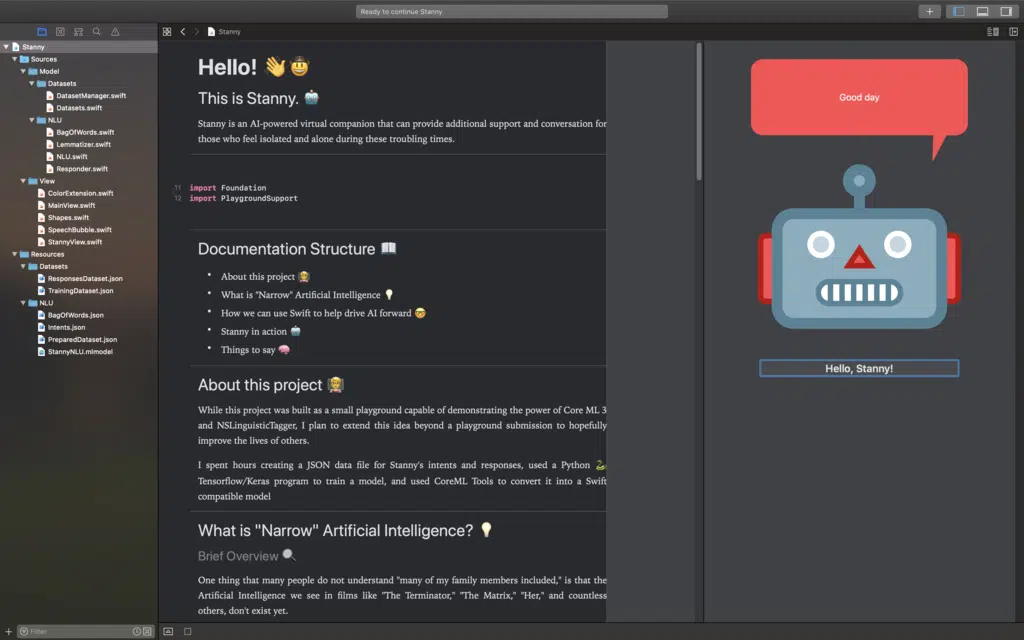 Ready to continue Stanny
Stanny
Stanny
Sources
Model
Datasets
DatasetManager.swift
Datasets.swift
NLU
BagOfWords.swift
Lemmatizer.swift
NLU.swift
Responder.swift
View
ColorExtension.swift
MainView.swift
Shapes.swift
SpeechBubble.swift
StannyView.swift
Resources
Datasets
ResponsesDataset.json
TrainingDataset.json
NLU
BagOfWords.json
Intents.json
PreparedDataset.json
StannyNLU.mlmodel
Filter
Hello! 👋🤠
This is Stanny. 🤖
Stanny is an AI-powered virtual companion that can provide additional support and conversation for
those who feel isolated and alone during these troubling times.
11 import Foundation
12 import PlaygroundSupport
Documentation Structure 📖
• About this project 👩‍🏫
• What is "Narrow" Artificial Intelligence 💡
• How we can use Swift to help drive AI forward 🤓
• Stanny in action 🤖
• Things to say 🧠
About this project 👩‍🏫
While this project was built as a small playground capable of demonstrating the power of Core ML 3
and NSLinguisticTagger, I plan to extend this idea beyond a playground submission to hopefully
improve the lives of others.
I spent hours creating a JSON data file for Stanny's intents and responses, used a Python 🐍
Tensorflow/Keras program to train a model, and used CoreML Tools to convert it into a Swift
compatible model
What is "Narrow" Artificial Intelligence? 💡
Brief Overview 🔍
One thing that many people do not understand "many of my family members included," is that the
Artificial Intelligence we see in films like "The Terminator," "The Matrix," "Her," and countless
others, don't exist yet.
Good day
Hello, Stanny!